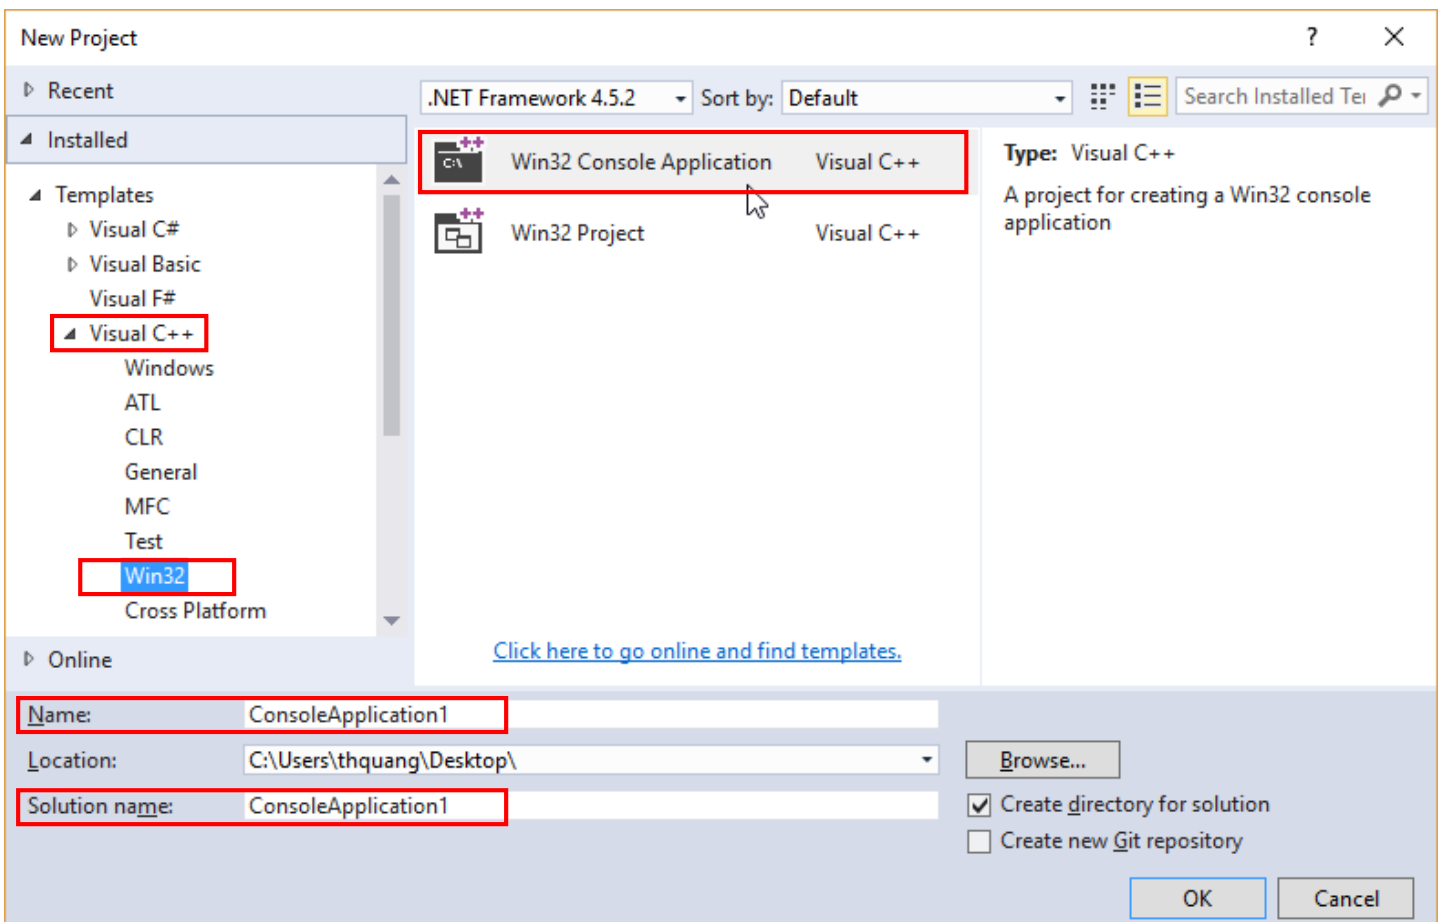 New Project
?
Recent
.NET Framework 4.5.2
Sort by:
Default
Installed
Templates
Visual C#
Visual Basic
Visual F#
Visual C++
Windows
ATL
CLR
General
MFC
Test
Win32
Cross Platform
Online
C:\
Win32 Console Application
Visual C++
Win32 Project
Visual C++
Click here to go online and find templates.
Type: Visual C++
A project for creating a Win32 console
application
Name:
ConsoleApplication1
Location:
C:\Users\thquang\Desktop\
Browse...
Solution name:
ConsoleApplication1
Create directory for solution
Create new Git repository
OK
Cancel